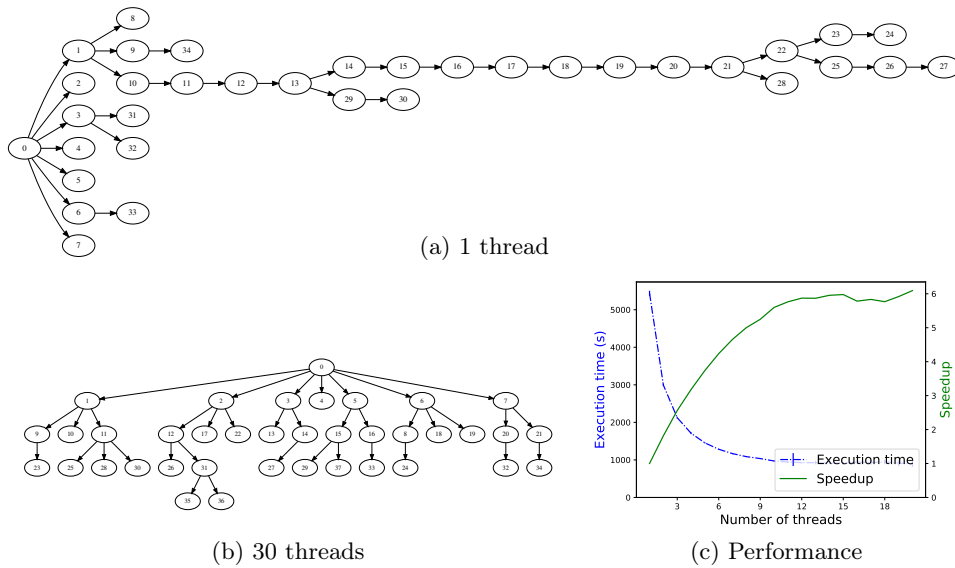 8
1 9 34
23 24
22
14 15 16 17 18 19 20 21
25 26 27
2 10 11 12 13
28
29 30
3 31
0 4 32
5
6 33
7
(a) 1 thread
0
1 2 3 4 5 6 7
9 10 11 12 17 22 13 14 15 16 8 18 19 20 21
23 25 28 30 26 31 27 29 37 33 24 32 34
35 36
(b) 30 threads
Execution time (s)
5000
4000
3000
2000
1000
0
3 6 9 12 15 18
Number of threads
6
5
4
3
2
1
0
Speedup
Execution time
Speedup
(c) Performance